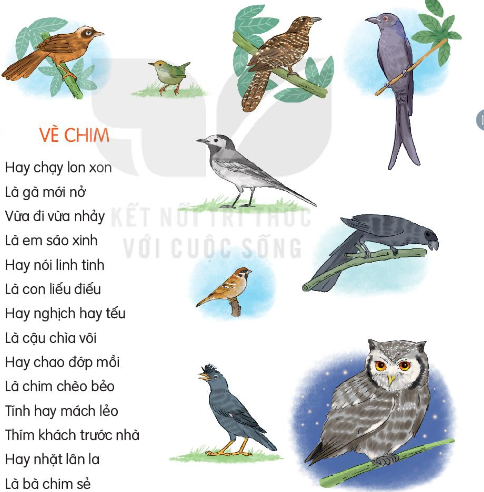 VÈ CHIM
Hay chạy lon xon
Là gà mới nở
Vừa đi vừa nhảy
Là em sáo xinh
Hay nói linh tinh
Là con liếu điếu
Hay nghịch hay tếu
Là cậu chìa vôi
Hay chao đớp mồi
Là chim chèo bẻo
Tính hay mách lẻo
Thím khách trước nhà
Hay nhặt lân la
Là bà chim sẻ
KẾT NỐI TRI THỨC
VỚI CUỘC SỐNG